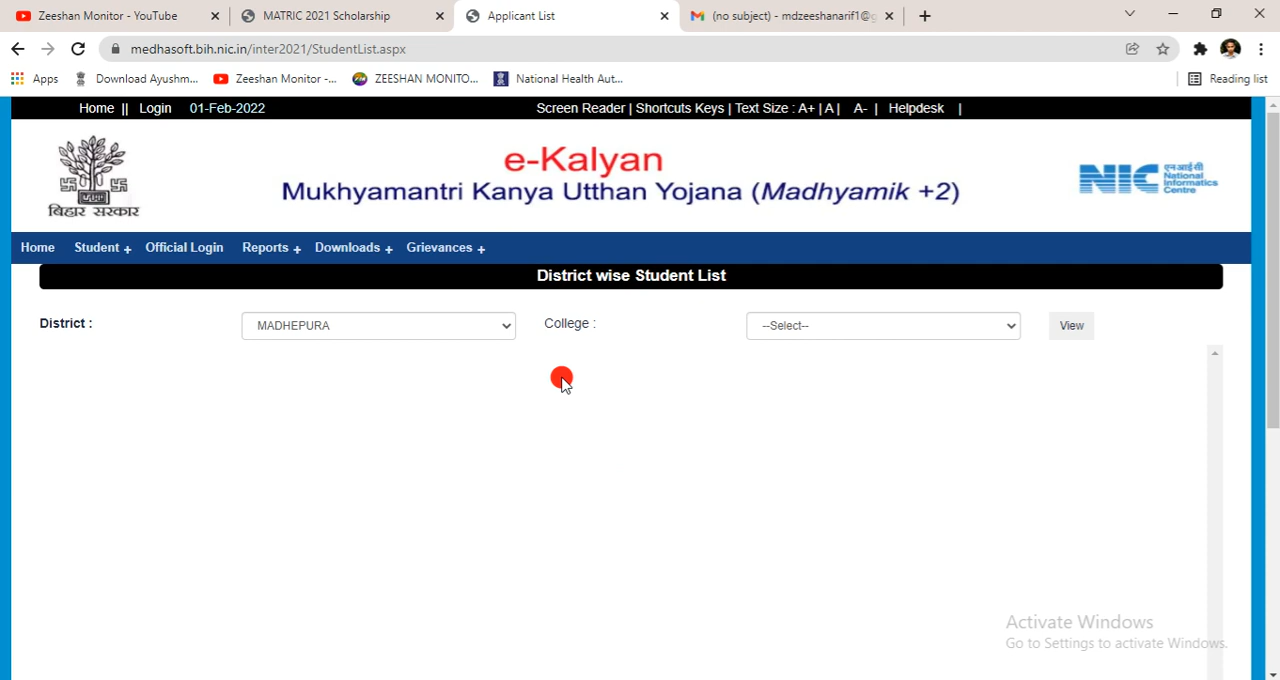 Zeeshan Monitor - YouTube
MATRIC 2021 Scholarship
Applicant List
(no subject) - mdzeeshanarif1@g
medhasoft.bih.nic.in/inter2021/StudentList.aspx
Apps
Download Ayushm...
Zeeshan Monitor -...
ZEESHAN MONITO...
National Health Aut...
Reading list
Home || Login 01-Feb-2022
Screen Reader | Shortcuts Keys | Text Size : A+ | A | A- | Helpdesk |
बिहार सरकार
e-Kalyan
Mukhyamantri Kanya Utthan Yojana (Madhyamik +2)
NIC
एनआईसी
National
Informatics
Centre
Home Student + Official Login Reports + Downloads + Grievances +
District wise Student List
District : MADHEPURA College : --Select-- View
Activate Windows
Go to Settings to activate Windows.